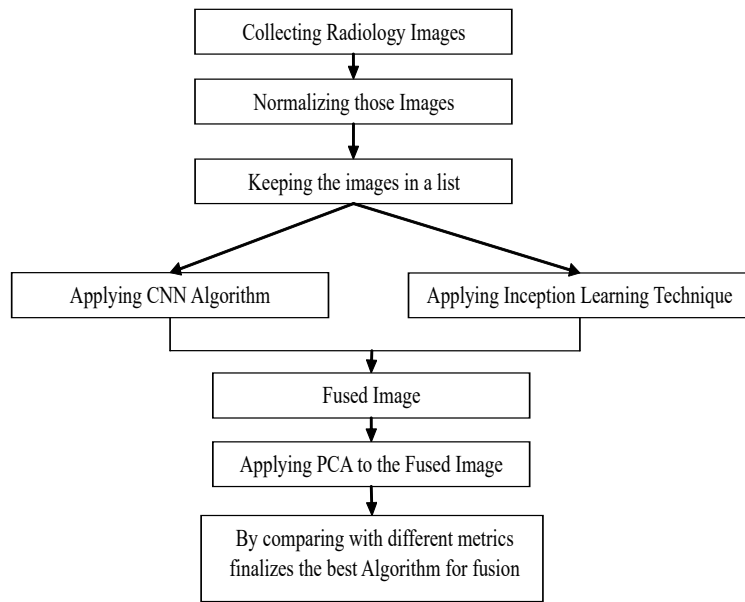 Collecting Radiology Images
Normalizing those Images
Keeping the images in a list
Applying CNN Algorithm
Applying Inception Learning Technique
Fused Image
Applying PCA to the Fused Image
By comparing with different metrics
finalizes the best Algorithm for fusion